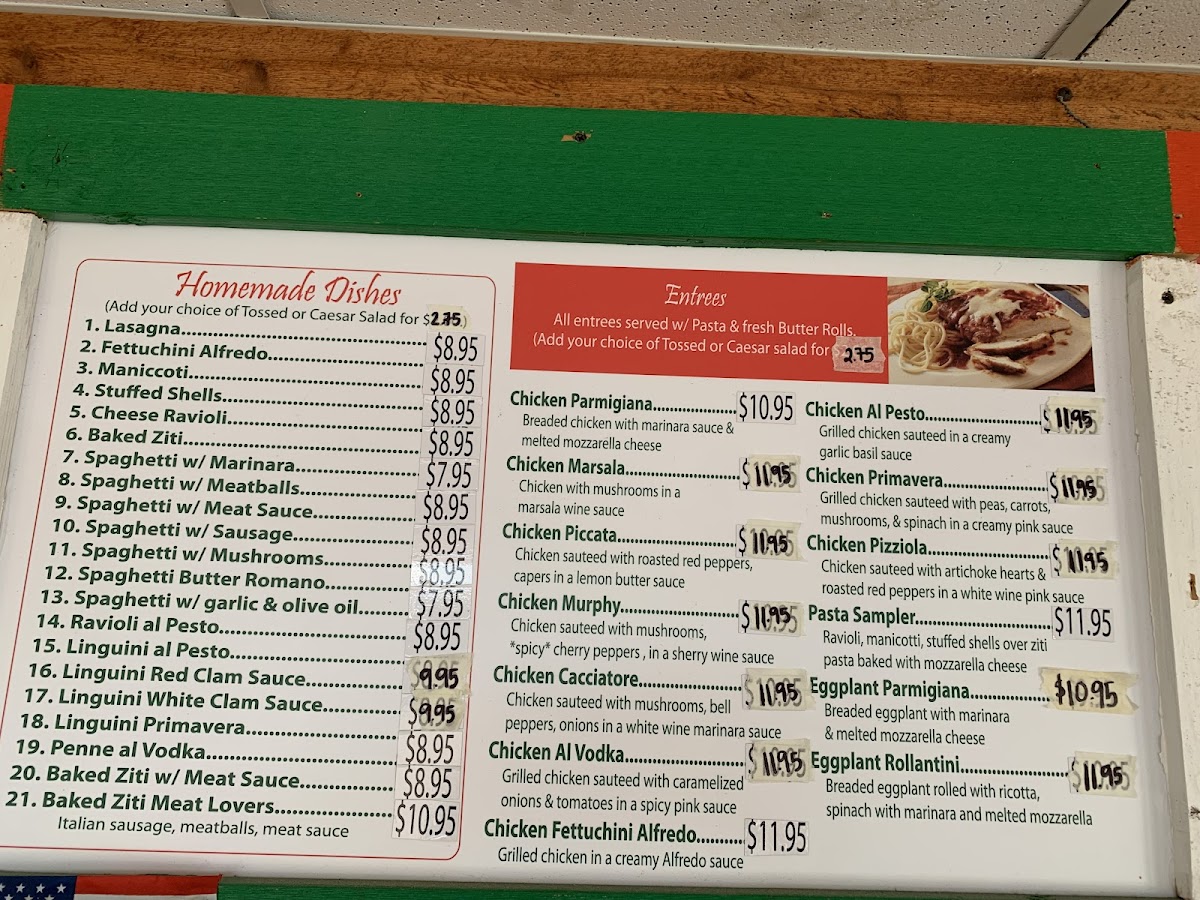 Homemade Dishes
(Add your choice of Tossed or Caesar Salad for $2.75)
1. Lasagna........ $8.95
2. Fettuchini Alfredo........
3. Maniccoti........ $8.95
4. Stuffed Shells........ $8.95
5. Cheese Ravioli........
6. Baked Ziti........ $8.95
7. Spaghetti w/ Marinara........ $7.95
8. Spaghetti w/ Meatballs........ $8.95
9. Spaghetti w/ Meat Sauce........
10. Spaghetti w/ Sausage........ $8.95
11. Spaghetti w/ Mushrooms........ $8.95
12. Spaghetti Butter Romano........
13. Spaghetti w/ garlic & olive oil........ $7.95
14. Ravioli al Pesto........ $8.95
15. Linguini al Pesto........
16. Linguini Red Clam Sauce........ $9.95
17. Linguini White Clam Sauce........ $9.95
18. Linguini Primavera........ $8.95
19. Penne al Vodka........
20. Baked Ziti w/ Meat Sauce........ $8.95
21. Baked Ziti Meat Lovers........ $10.95
Italian sausage, meatballs, meat sauce
Entrees
All entrees served w/ Pasta & fresh Butter Rolls.
(Add your choice of Tossed or Caesar salad for $2.75
Chicken Parmigiana........ $10.95
Breaded chicken with marinara sauce &
melted mozzarella cheese
Chicken Marsala........ $11.95
Chicken with mushrooms in a
marsala wine sauce
Chicken Piccata........ $10.95
Chicken sauteed with roasted red peppers,
capers in a lemon butter sauce
Chicken Murphy........ $11.95
Chicken sauteed with mushrooms,
*spicy* cherry peppers , in a sherry wine sauce
Chicken Cacciatore........ $10.95
Chicken sauteed with mushrooms, bell
peppers, onions in a white wine marinara sauce
Chicken Al Vodka........ $11.95
Grilled chicken sauteed with caramelized
onions & tomatoes in a spicy pink sauce
Chicken Fettuchini Alfredo........ $11.95
Grilled chicken in a creamy Alfredo sauce
Chicken Al Pesto........ $11.95
Grilled chicken sauteed in a creamy
garlic basil sauce
Chicken Primavera........ $11.95
Grilled chicken sauteed with peas, carrots,
mushrooms, & spinach in a creamy pink sauce
Chicken Pizziola........ $11.95
Chicken sauteed with artichoke hearts &
roasted red peppers in a white wine pink sauce
Pasta Sampler........ $11.95
Ravioli, manicotti, stuffed shells over ziti
pasta baked with mozzarella cheese
Eggplant Parmigiana........ $10.95
Breaded eggplant with marinara
& melted mozzarella cheese
Eggplant Rollantini........ $11.95
Breaded eggplant rolled with ricotta,
spinach with marinara and melted mozzarella